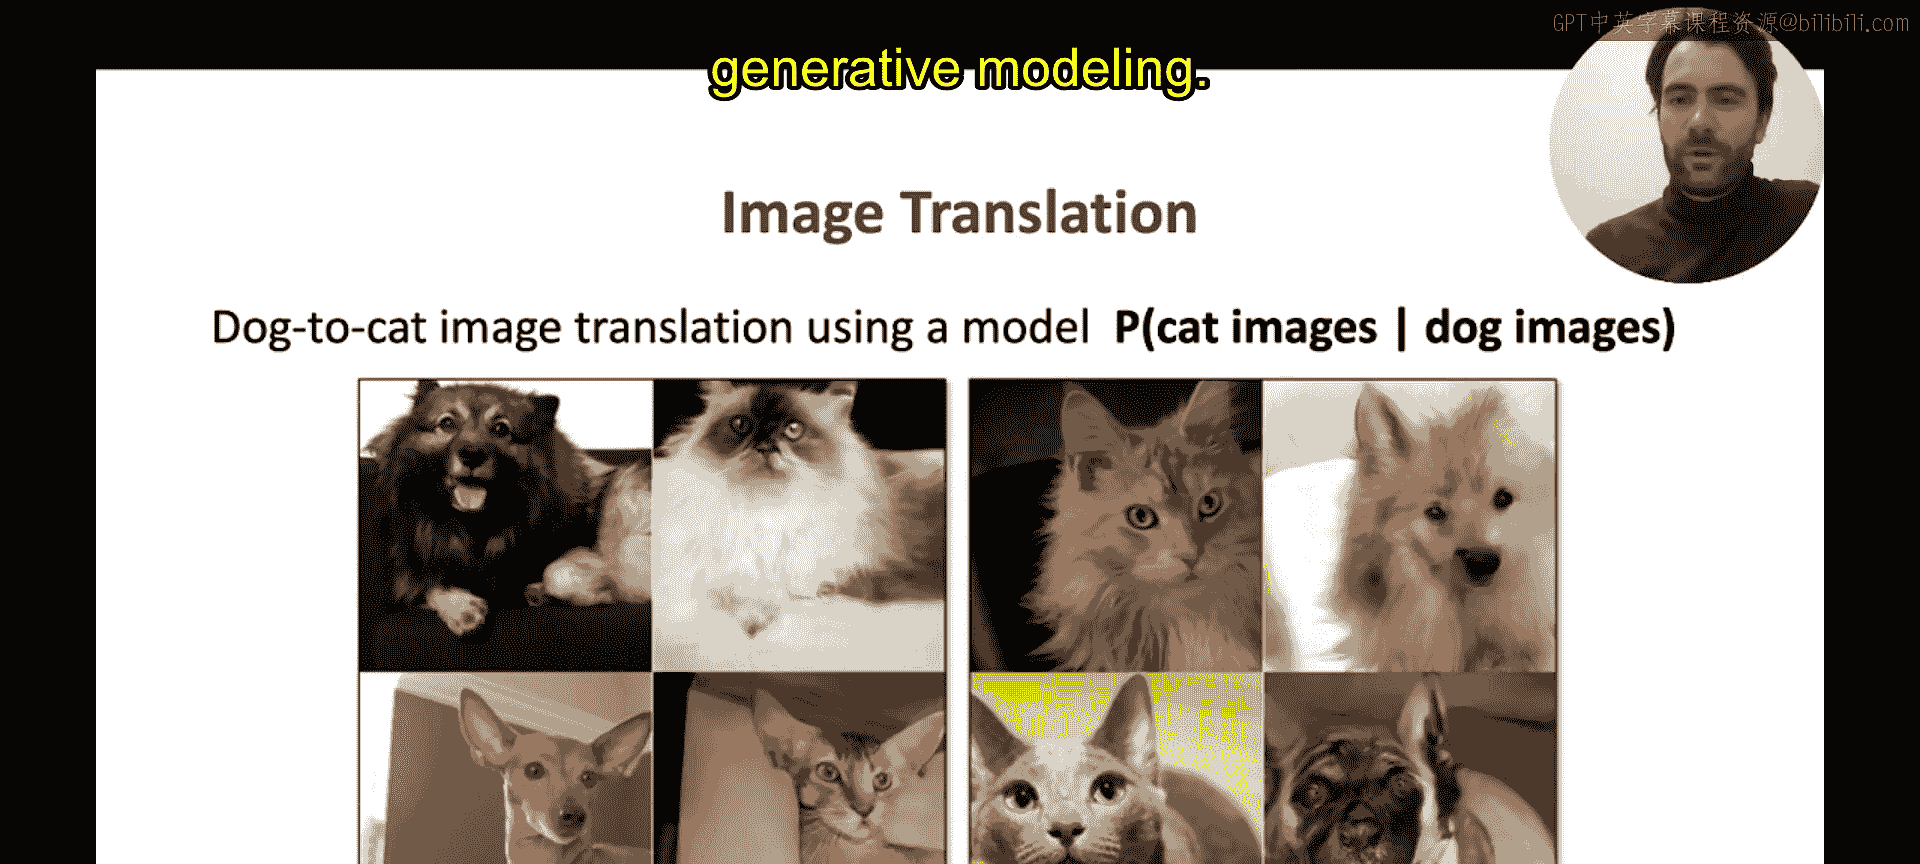 GPT中英字幕课程资源@bilibili.com
generative modeling.
Image Translation
Dog-to-cat image translation using a model P(cat images | dog images)